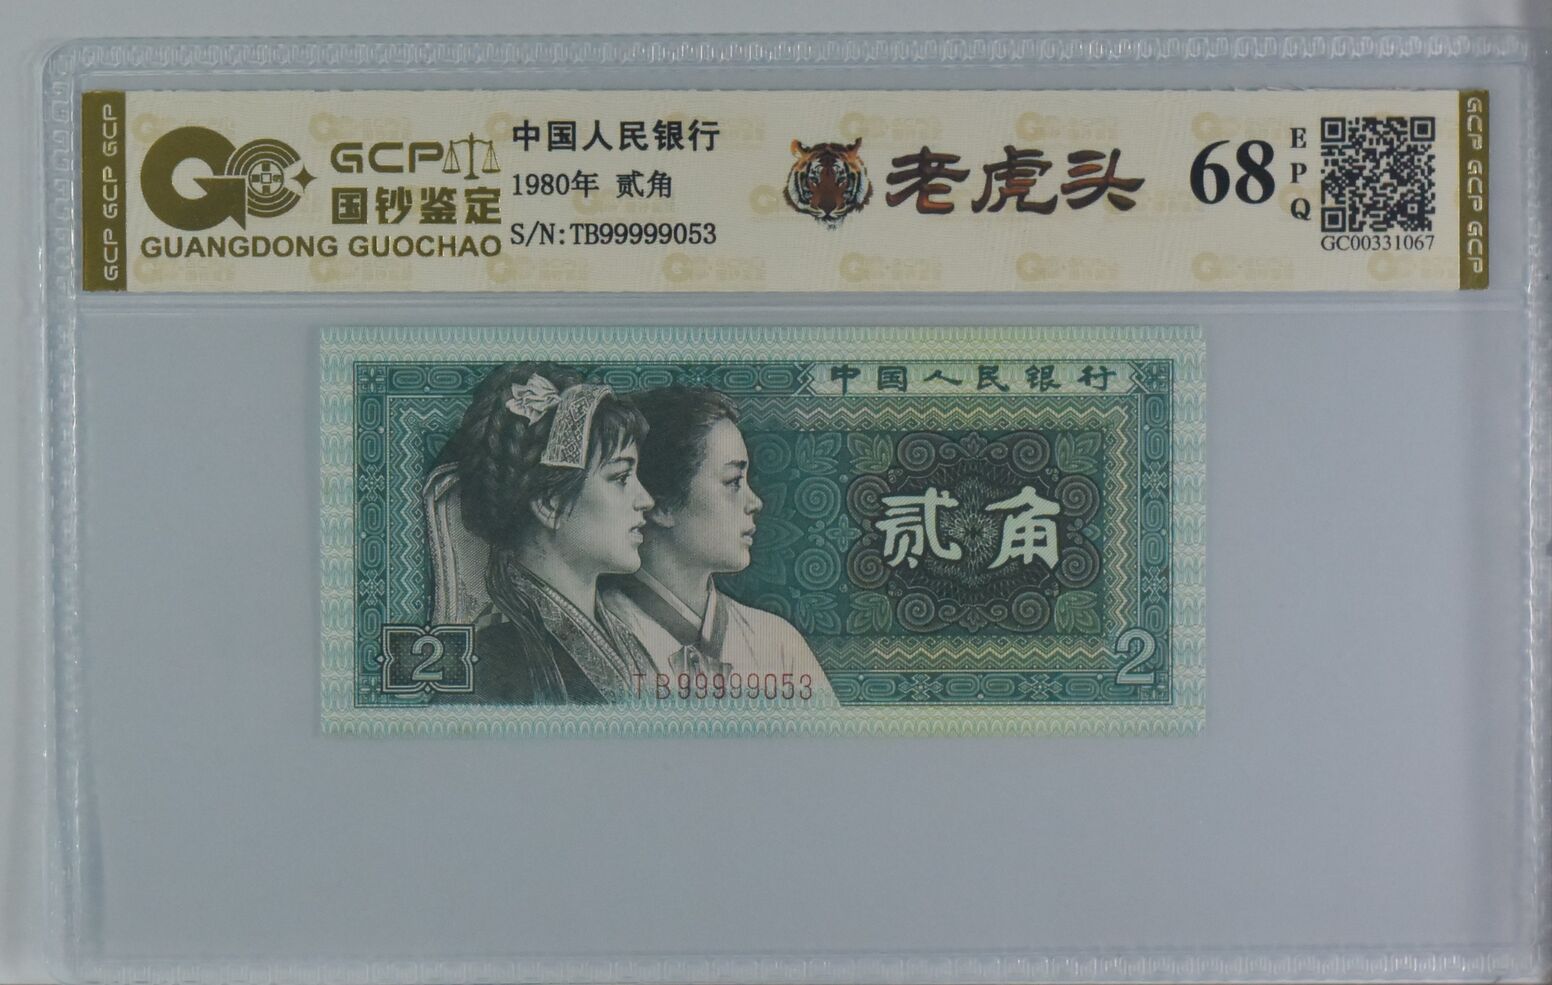 GCP GCP GCP
GCP
国钞鉴定
GUANGDONG GUOCHAO
中国人民银行
1980年 贰角
S/N:TB99999053
老虎头
68
EPQ
GC00331067
GCP GCP GCP
中国人民银行
贰角
2
2
TB99999053